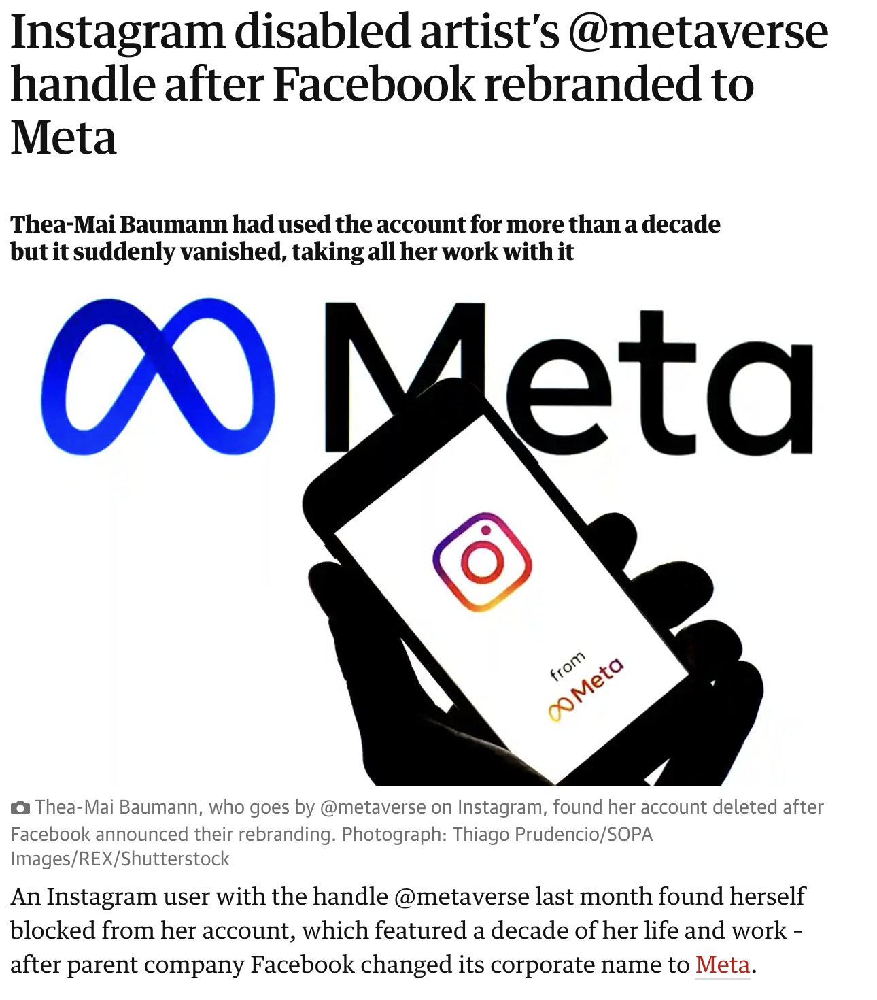 Instagram disabled artist’s @metaverse
handle after Facebook rebranded to
Meta
Thea-Mai Baumann had used the account for more than a decade
but it suddenly vanished, taking all her work with it
Meta
from
Meta
Thea-Mai Baumann, who goes by @metaverse on Instagram, found her account deleted after
Facebook announced their rebranding. Photograph: Thiago Prudencio/SOPA
Images/REX/Shutterstock
An Instagram user with the handle @metaverse last month found herself
blocked from her account, which featured a decade of her life and work –
after parent company Facebook changed its corporate name to Meta.